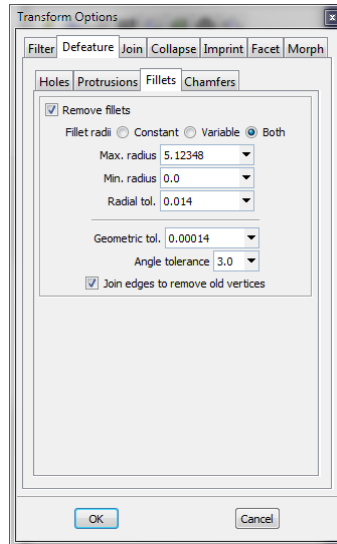 Transform Options
Filter Defeature Join Collapse Imprint Facet Morph
Holes Protrusions Fillets Chamfers
Remove fillets
Fillet radii Constant Variable Both
Max. radius 5.12348
Min. radius 0.0
Radial tol. 0.014
Geometric tol. 0.00014
Angle tolerance 3.0
Join edges to remove old vertices
OK Cancel